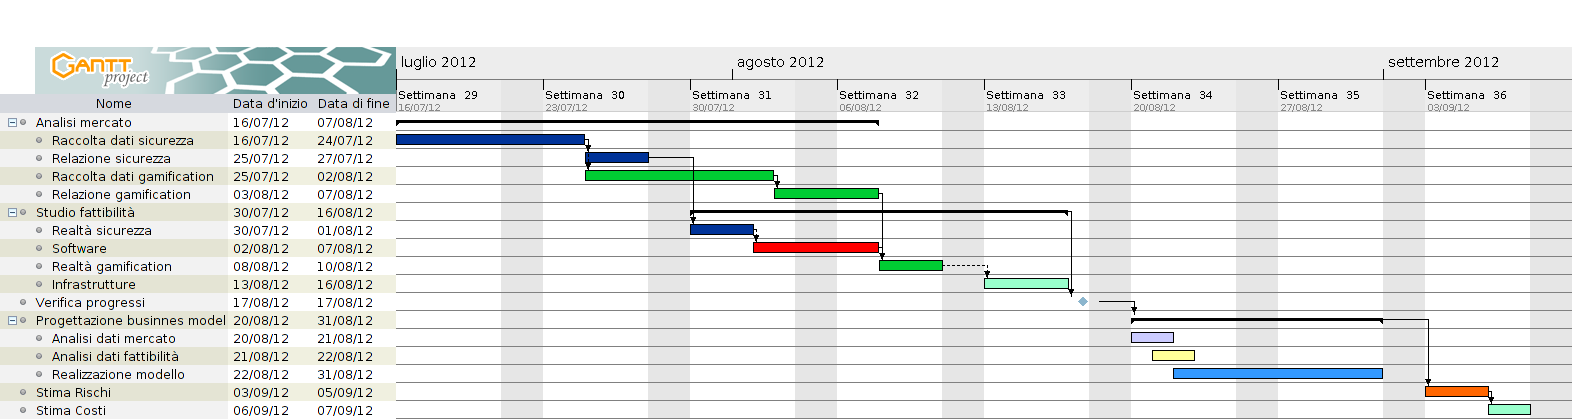 GANTT project
luglio 2012 agosto 2012 settembre 2012
Nome Data d'inizio Data di fine Settimana 29 Settimana 30 Settimana 31 Settimana 32 Settimana 33 Settimana 34 Settimana 35 Settimana 36
16/07/12 23/07/12 30/07/12 06/08/12 13/08/12 20/08/12 27/08/12 03/09/12
Analisi mercato 16/07/12 07/08/12
Raccolta dati sicurezza 16/07/12 24/07/12
Relazione sicurezza 25/07/12 27/07/12
Raccolta dati gamification 25/07/12 02/08/12
Relazione gamification 03/08/12 07/08/12
Studio fattibilità 30/07/12 16/08/12
Realtà sicurezza 30/07/12 01/08/12
Software 02/08/12 07/08/12
Realtà gamification 08/08/12 10/08/12
Infrastrutture 13/08/12 16/08/12
Verifica progressi 17/08/12 17/08/12
Progettazione businnes model 20/08/12 31/08/12
Analisi dati mercato 20/08/12 21/08/12
Analisi dati fattibilità 21/08/12 22/08/12
Realizzazione modello 22/08/12 31/08/12
Stima Rischi 03/09/12 05/09/12
Stima Costi 06/09/12 07/09/12